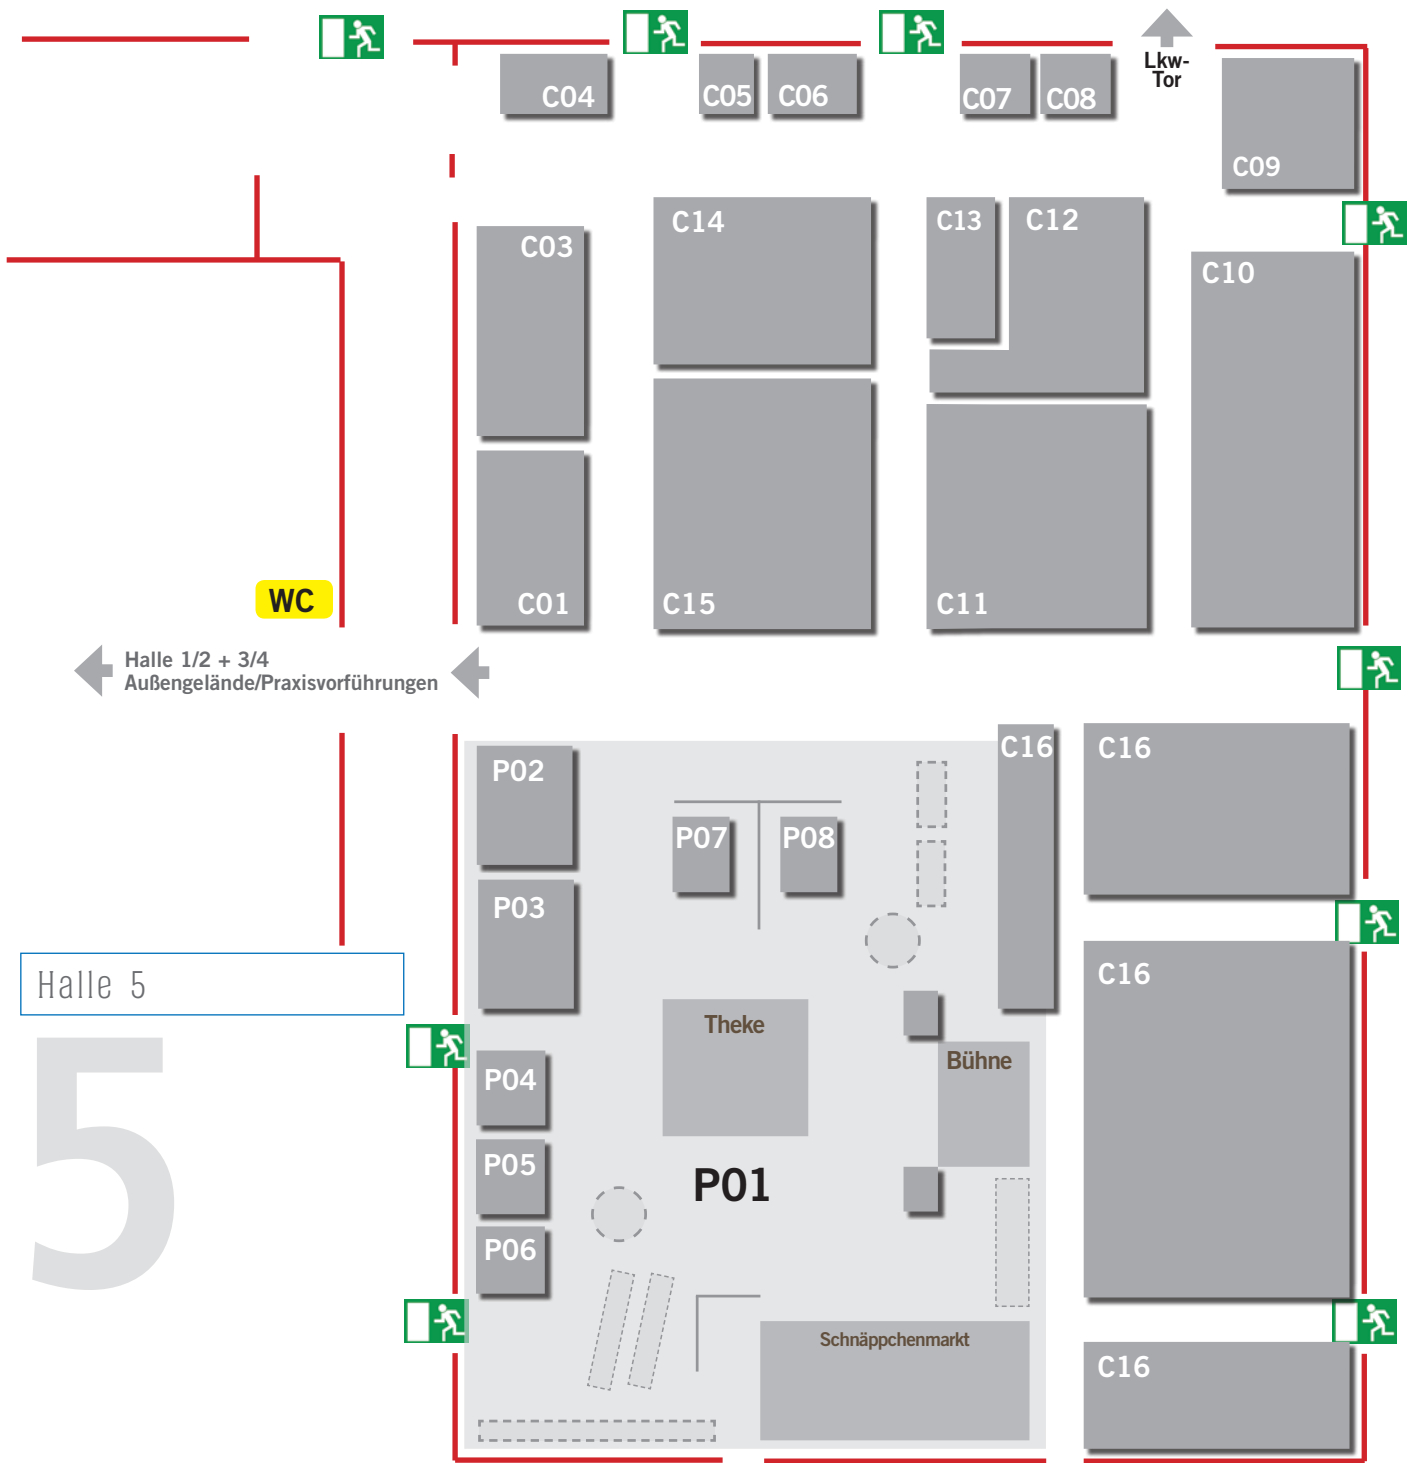 Lkw-
Tor
C04
C05
C06
C07
C08
C09
C03
C14
C13
C12
C10
C01
C15
C11
WC
Halle 1/2 + 3/4
Außengelände/Praxisvorführungen
C16
C16
P02
P07
P08
P03
C16
Halle 5
5
Theke
Bühne
P04
P05
P01
P06
Schnäppchenmarkt
C16